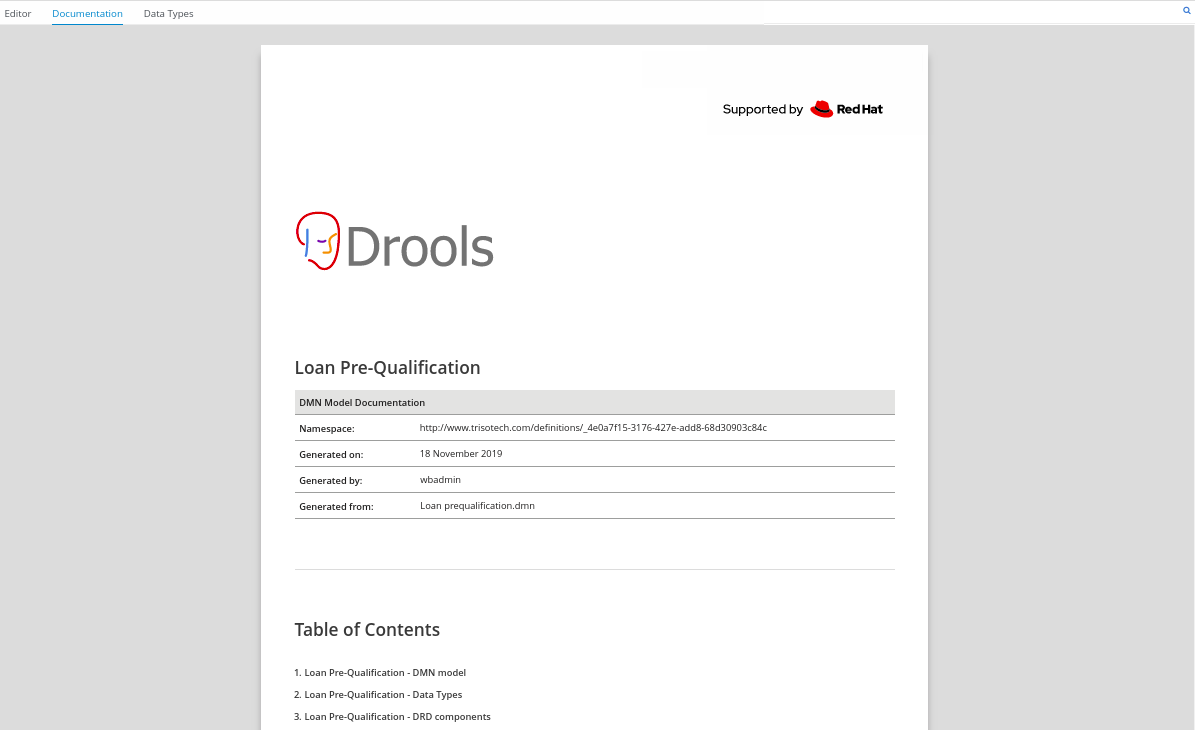 Editor Documentation Data Types
Supported by Red Hat
Drools
Loan Pre-Qualification
DMN Model Documentation
Namespace: http://www.trisotech.com/definitions/_4e0a7f15-3176-427e-add8-68d30903c84c
Generated on: 18 November 2019
Generated by: wbadmin
Generated from: Loan prequalification.dmn
Table of Contents
1. Loan Pre-Qualification - DMN model
2. Loan Pre-Qualification - Data Types
3. Loan Pre-Qualification - DRD components